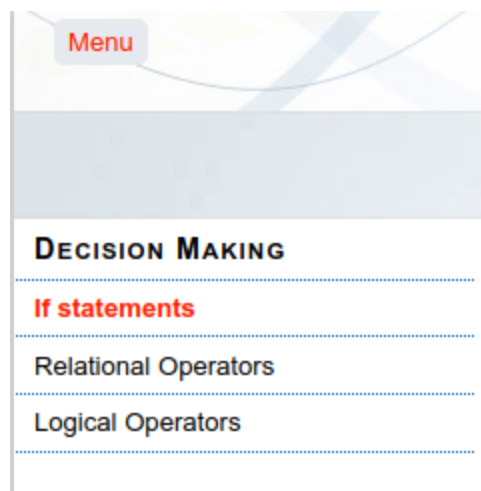 Menu
Decision Making
If statements
Relational Operators
Logical Operators